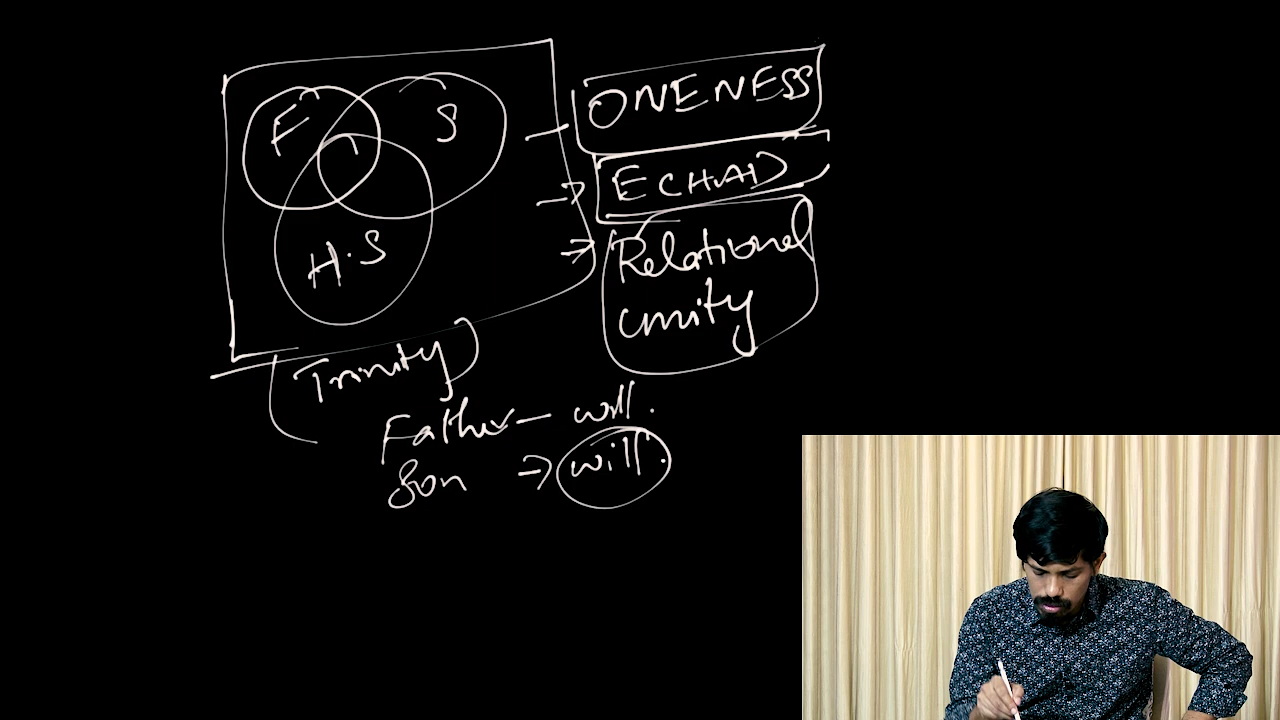 F
S
H.S
(Trinity)
ONENESS
ECHAD
Relational
unity
Father - will.
Son → will.